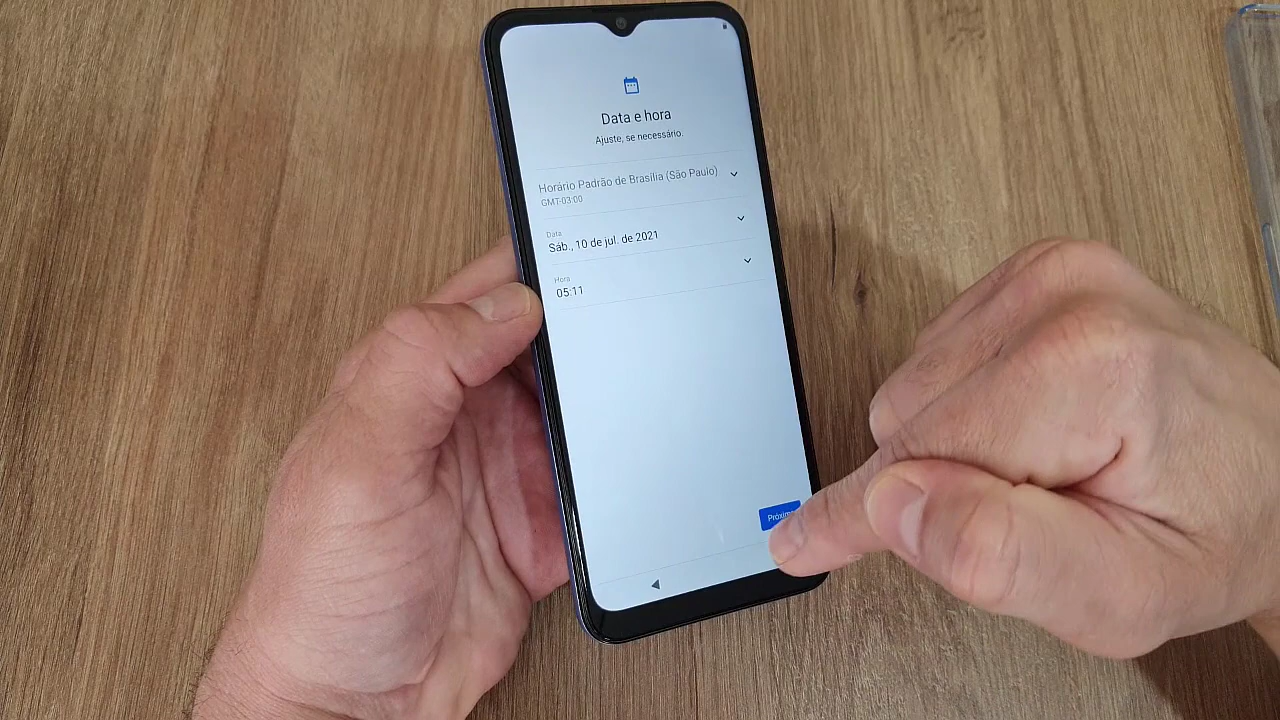 Data e hora
Ajuste, se necessário.
Horário Padrão de Brasília (São Paulo)
GMT-03:00
Data
Sáb., 10 de jul. de 2021
Hora
05:11